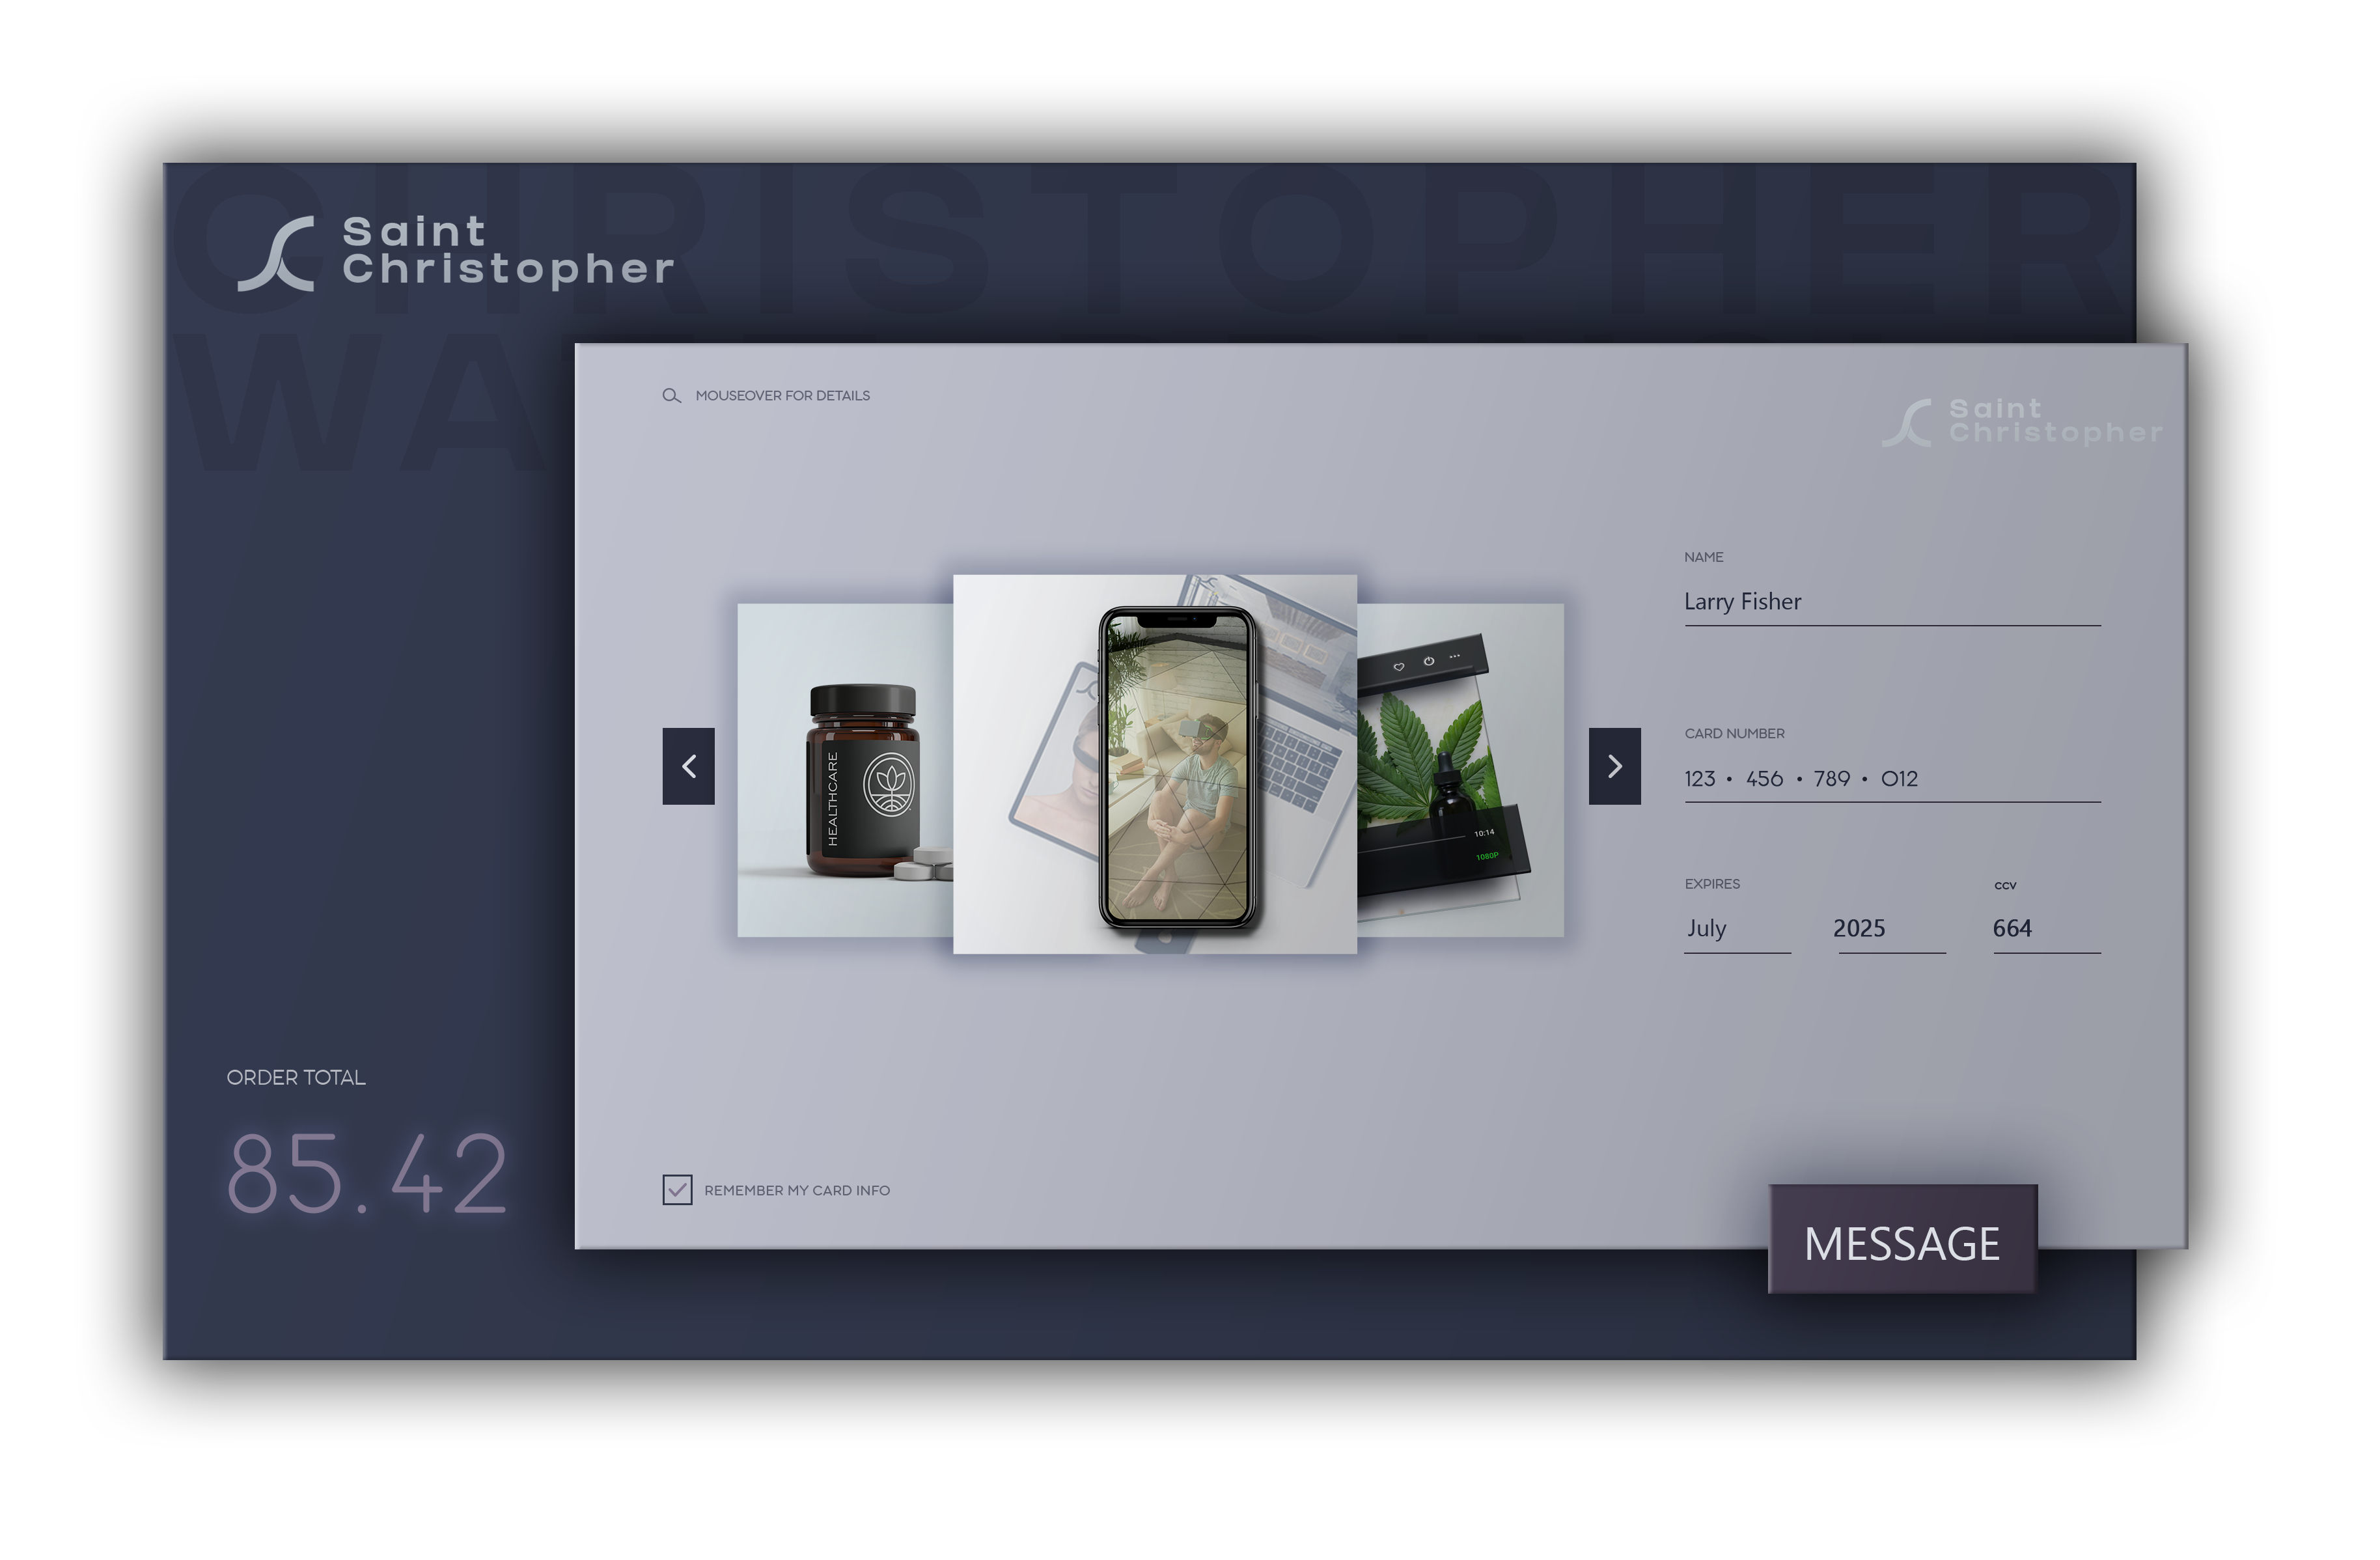 CHRISTOPHER
Saint
Christopher
WA
MOUSEOVER FOR DETAILS
Saint
Christopher
NAME
Larry Fisher
CARD NUMBER
123 • 456 • 789 • 012
HEALTHCARE
10:14
1080P
EXPIRES
ccv
July 2025 664
ORDER TOTAL
85.42
REMEMBER MY CARD INFO
MESSAGE